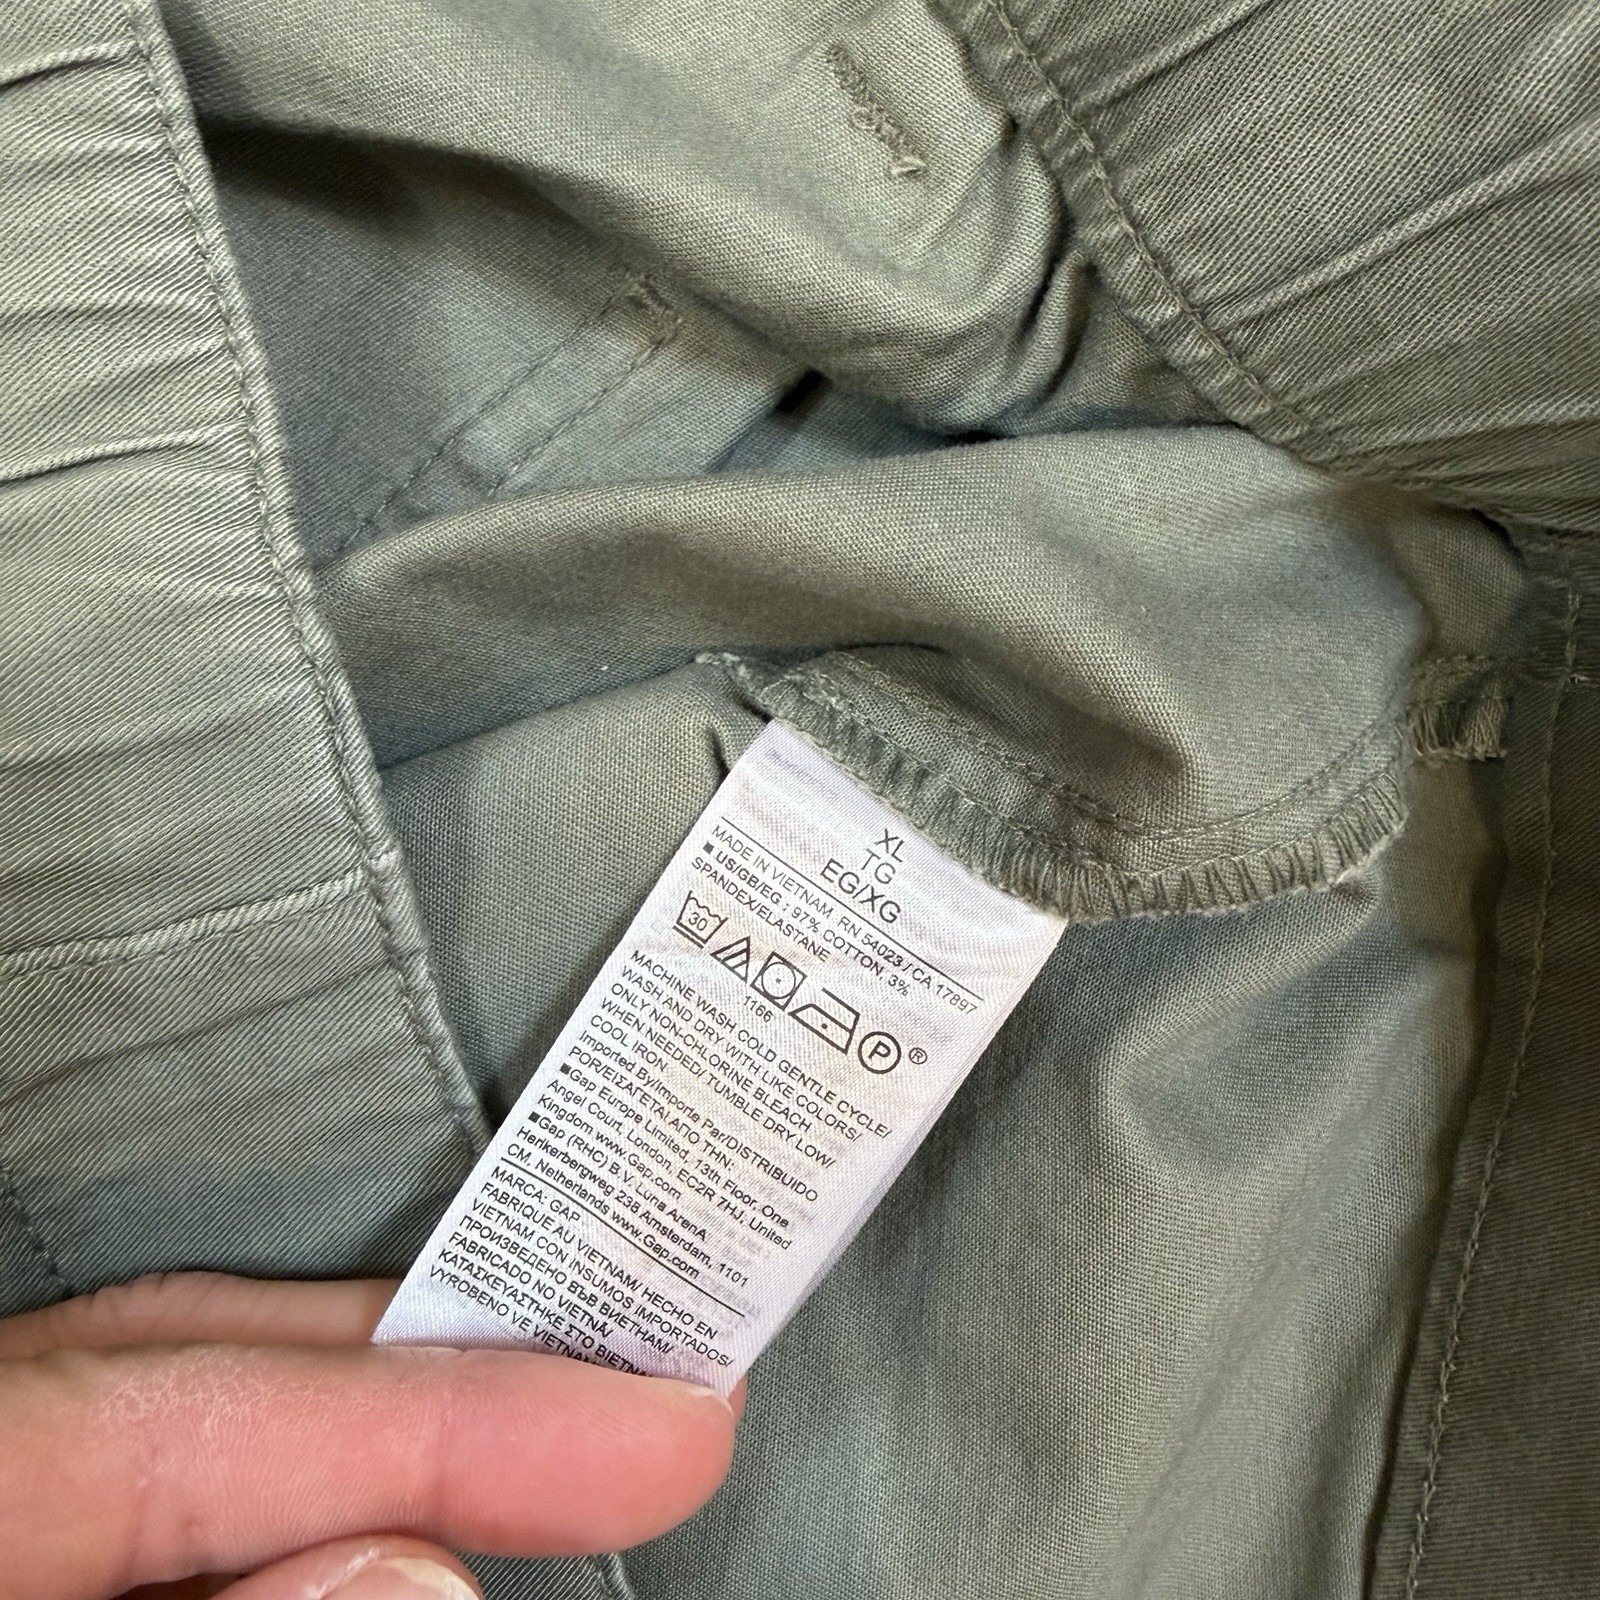 XL
TG
EG/XG
MADE IN VIETNAM RN 54023 / CA 17897
■ US/GB/EG : 97% COTTON, 3%
SPANDEX/ELASTANE
30
1166
P®
MACHINE WASH COLD GENTLE CYCLE/
WASH AND DRY WITH LIKE COLORS/
ONLY NON-CHLORINE BLEACH
WHEN NEEDED/ TUMBLE DRY LOW/
COOL IRON
Imported By/Importe Par/DISTRIBUIDO
POR/ΕΙΣΑΓΕΤΑΙ ΑΠΟ ΤΗΝ:
■Gap Europe Limited, 13th Floor, One
Angel Court, London, EC2R 7HJ, United
Kingdom www.Gap.com
■Gap (RHC) B.V, Luna ArenA
Herikerbergweg 238 Amsterdam, 1101
CM, Netherlands www.Gap.com
MARCA: GAP
FABRIQUE AU VIETNAM/ HECHO EN
VIETNAM CON INSUMOS IMPORTADOS/
ПРОИЗВЕДЕНО ВЪВ ВИЕТНАМ/
FABRICADO NO VIETNÃ/
ΚΑΤΑΣΚΕΥΑΣΤΗΚΕ ΣΤΟ
VYROBENO VE